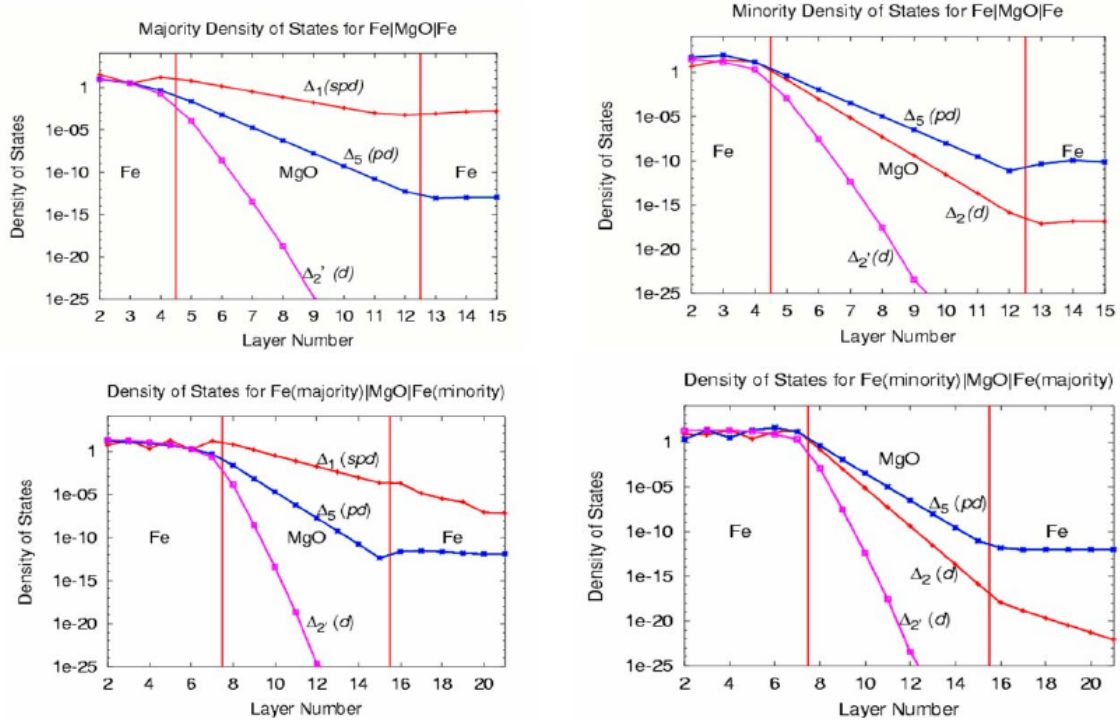 Majority Density of States for Fe|MgO|Fe
Density of States
1
1e-05
1e-10
1e-15
1e-20
1e-25
Δ1(spd)
Δ5 (pd)
Fe
MgO
Fe
Δ2' (d)
2 3 4 5 6 7 8 9 10 11 12 13 14 15
Layer Number
Minority Density of States for Fe|MgO|Fe
Density of States
1
1e-05
1e-10
1e-15
1e-20
1e-25
Δ5 (pd)
Fe
Fe
MgO
Δ2 (d)
Δ2'(d)
2 3 4 5 6 7 8 9 10 11 12 13 14 15
Layer Number
Density of States for Fe(majority)|MgO|Fe(minority)
Density of States
1
1e-05
1e-10
1e-15
1e-20
1e-25
Δ1 (spd)
Δ5 (pd)
Fe
MgO
Fe
Δ2' (d)
2 4 6 8 10 12 14 16 18 20
Layer Number
Density of States for Fe(minority)|MgO|Fe(majority)
Density of States
1
1e-05
1e-10
1e-15
1e-20
1e-25
MgO
Δ5 (pd)
Fe
Fe
Δ2 (d)
Δ2' (d)
2 4 6 8 10 12 14 16 18 20
Layer Number